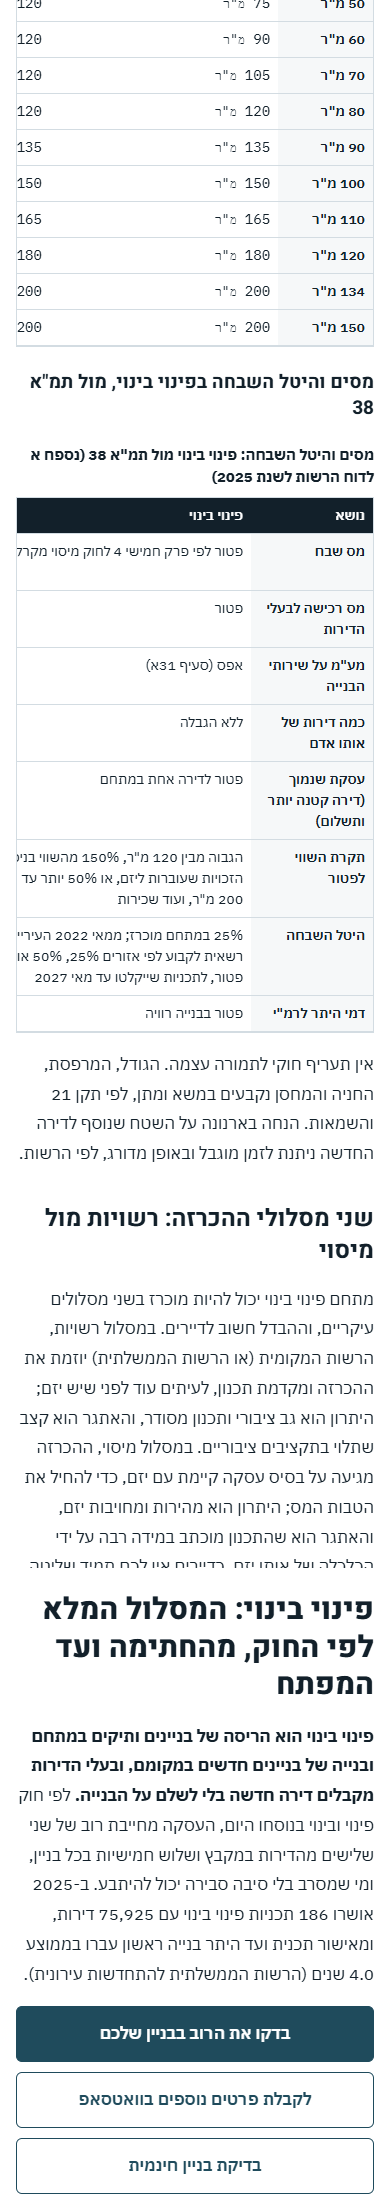 50 מ"ר 75 מ"ר 120
60 מ"ר 90 מ"ר 120
70 מ"ר 105 מ"ר 120
80 מ"ר 120 מ"ר 120
90 מ"ר 135 מ"ר 135
100 מ"ר 150 מ"ר 150
110 מ"ר 165 מ"ר 165
120 מ"ר 180 מ"ר 180
134 מ"ר 200 מ"ר 200
150 מ"ר 200 מ"ר 200
מסים והיטל השבחה בפינוי בינוי, מול תמ"א
38
מסים והיטל השבחה: פינוי בינוי מול תמ"א 38 (נספח א
לדוח הרשות לשנת 2025)
נושא פינוי בינוי
מס שבח פטור לפי פרק חמישי 4 לחוק מיסוי
מס רכישה לבעלי פטור
הדירות
מע"מ על שירותי אפס (סעיף 31א)
הבנייה
כמה דירות של ללא הגבלה
אותו אדם
עסקת שנמוך פטור לדירה אחת במתחם
(דירה קטנה יותר
ותשלום)
תקרת השווי הגבוה מבין 120 מ"ר, 150% מהשווי
לפטור הזכויות שעוברות ליזם, או 50% יותר עד
200 מ"ר, ועוד שכירות
היטל השבחה 25% במתחם מוכרז; ממאי 2022
רשאית לקבוע לפי אזורים 25%, 50% או
פטור, לתכניות שייקלטו עד מאי 2027
דמי היתר לרמ"י פטור בבנייה רוויה
אין תעריף חוקי לתמורה עצמה. הגודל, המרפסת,
החניה והמחסן נקבעים במשא ומתן, לפי תקן 21
והשמאות. הנחה בארנונה על השטח שנוסף לדירה
החדשה ניתנת לזמן מוגבל ובאופן מדורג, לפי הרשות.
שני מסלולי ההכרזה: רשויות מול
מיסוי
מתחם פינוי בינוי יכול להיות מוכרז בשני מסלולים
עיקריים, וההבדל חשוב לדיירים. במסלול רשויות,
הרשות המקומית (או הרשות הממשלתית) יוזמת את
ההכרזה ומקדמת תכנון, לעיתים עוד לפני שיש יזם;
היתרון הוא גב ציבורי ותכנון מסודר, והאתגר הוא קצב
שתלוי בתקציבים ציבוריים. במסלול מיסוי, ההכרזה
מגיעה על בסיס עסקה קיימת עם יזם, כדי להחיל את
הטבות המס; היתרון הוא מהירות ומחויבות יזם,
והאתגר הוא שהתכנון מוכתב במידה רבה על ידי
הכלכלה של אותו יזם. כדיירים אין לכם תמיד שליטה
פינוי בינוי: המסלול המלא
לפי החוק, מהחתימה ועד
המפתח
פינוי בינוי הוא הריסה של בניינים ותיקים במתחם
ובנייה של בניינים חדשים במקומם, ובעלי הדירות
מקבלים דירה חדשה בלי לשלם על הבנייה. לפי חוק
פינוי ובינוי בנוסחו היום, העסקה מחייבת רוב של שני
שלישים מהדירות במקבץ ושלוש חמישיות בכל בניין,
ומי שמסרב בלי סיבה סבירה יכול להיתבע. ב-2025
אושרו 186 תכניות פינוי בינוי עם 75,925 דירות,
ומאישור תכנית ועד היתר בנייה ראשון עברו בממוצע
4.0 שנים (הרשות הממשלתית להתחדשות עירונית).
בדקו את הרוב בבניין שלכם
לקבלת פרטים נוספים בוואטסאפ
בדיקת בניין חינמית